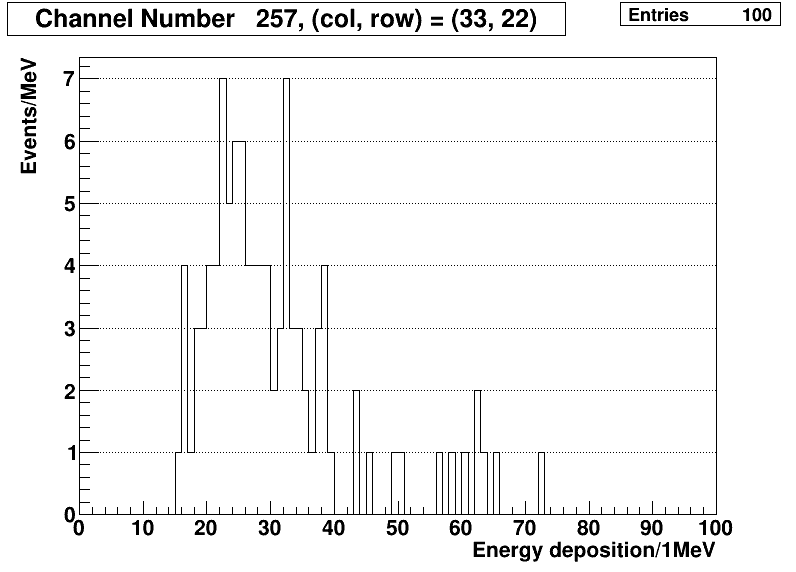 Channel Number   257, (col, row) = (33, 22)
Entries 100
Events/MeV
7
6
5
4
3
2
1
0
0 10 20 30 40 50 60 70 80 90 100
Energy deposition/1MeV